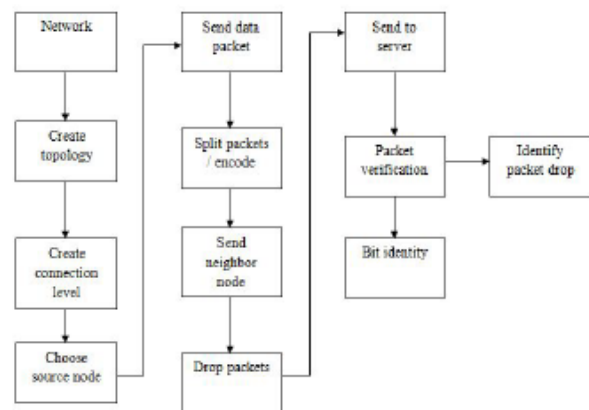 Network
Create
topology
Create
connection
level
Choose
source node
Send data
packet
Split packets
/ encode
Send
neighbor
node
Drop packets
Send to
server
Packet
verification
Bit identity
Identify
packet drop